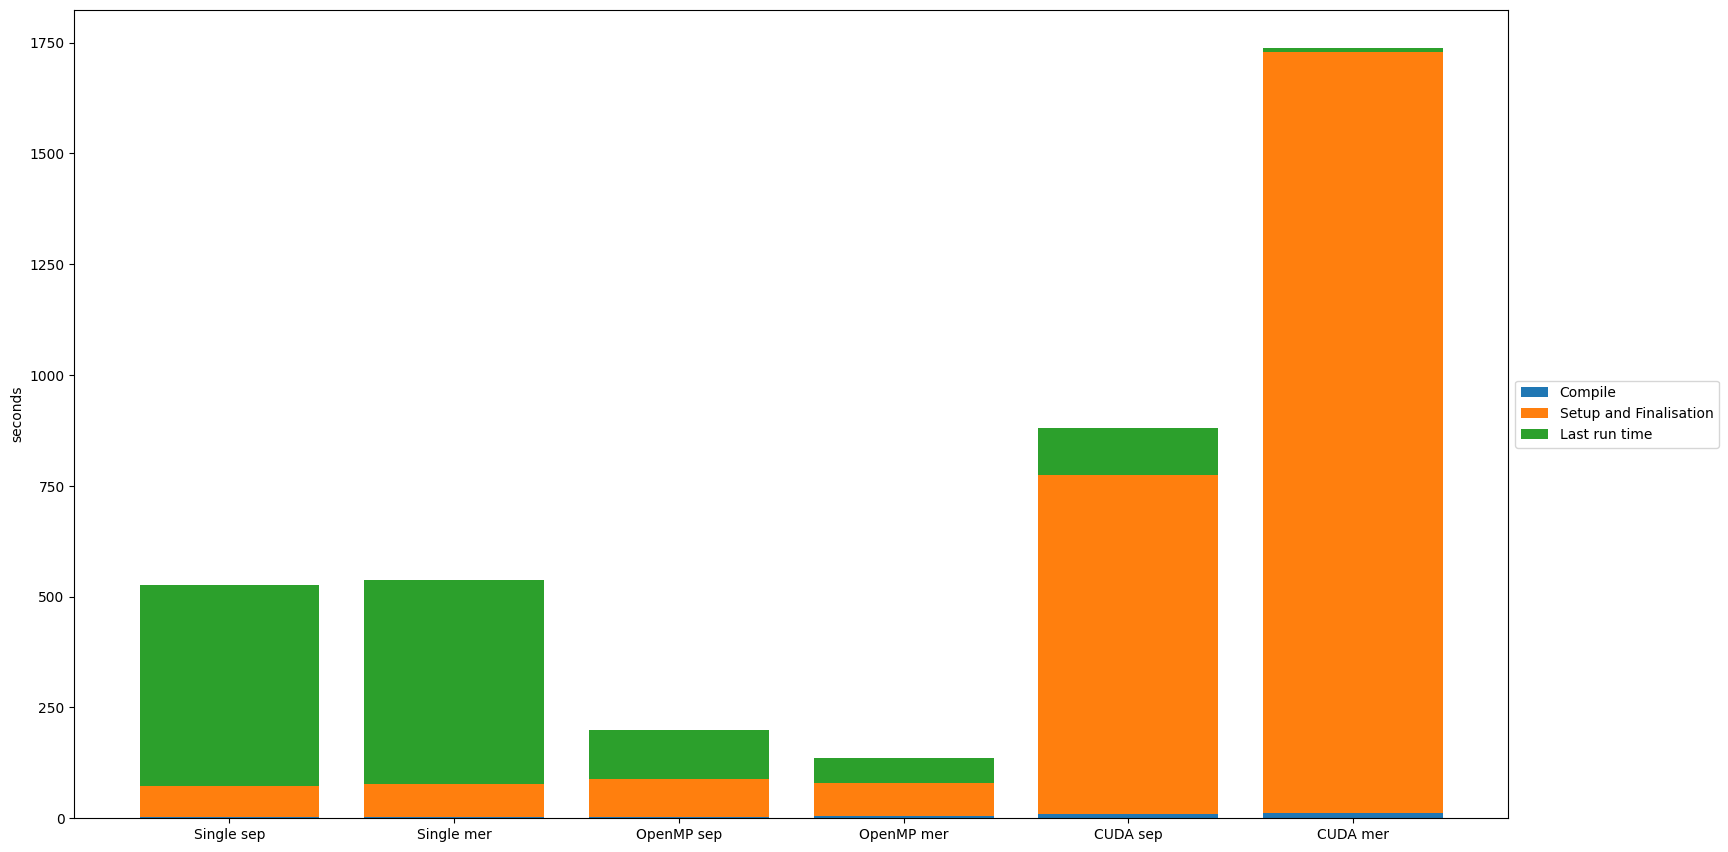 1750
1500
1250
1000
750
500
250
0
seconds
Single sep
Single mer
OpenMP sep
OpenMP mer
CUDA sep
CUDA mer
Compile
Setup and Finalisation
Last run time